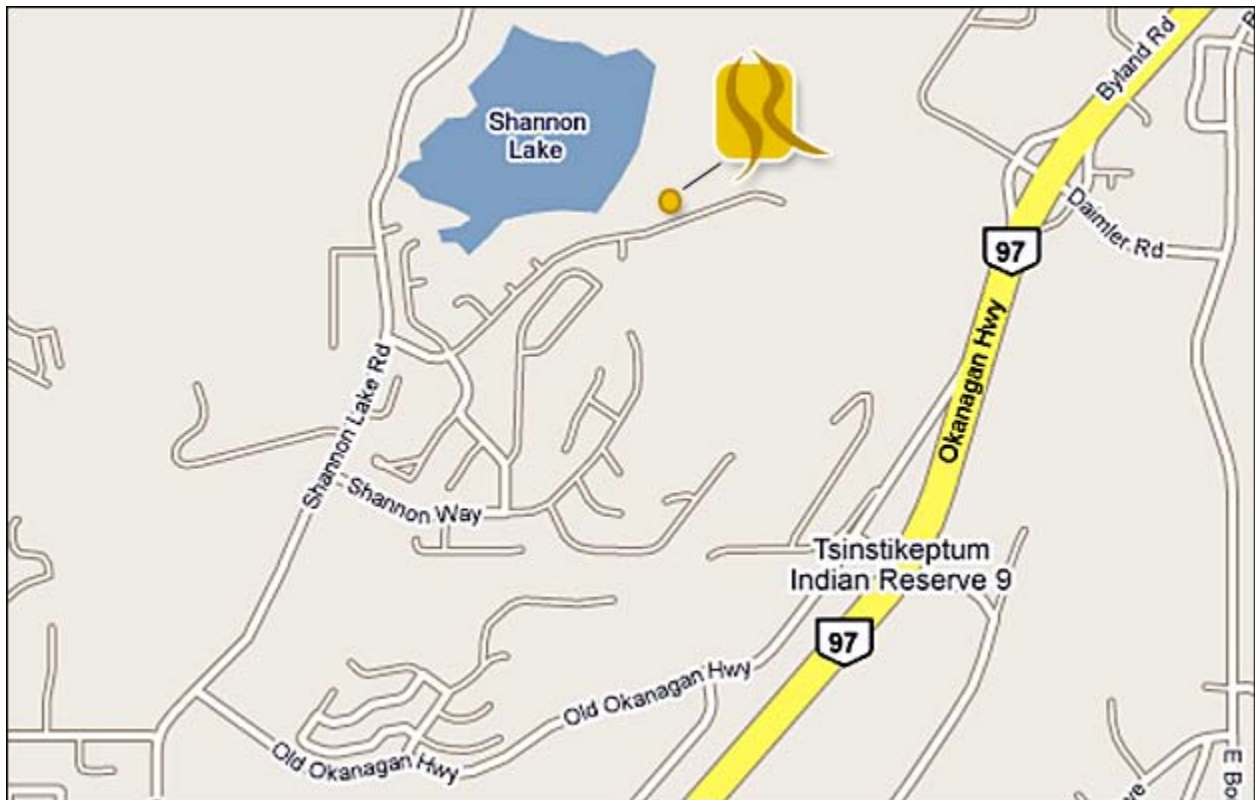 Byland Rd
Shannon
Lake
Daimler Rd
97
Okanagan Hwy
Shannon Lake Rd
Shannon Way
Tsinstikeptum
Indian Reserve 9
97
Old Okanagan Hwy
Old Okanagan Hwy
E Bo